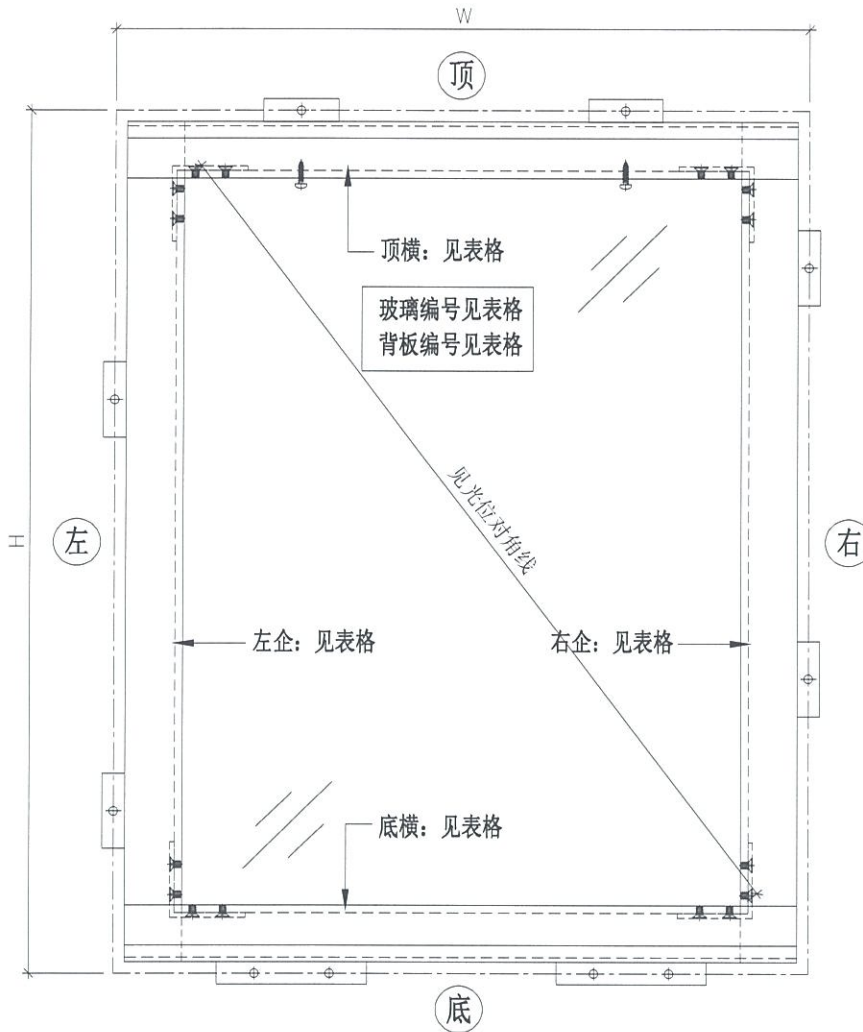 W
顶
顶横：见表格
玻璃编号见表格
背板编号见表格
见光位对角线
H
左
右
左企：见表格
右企：见表格
底横：见表格
底